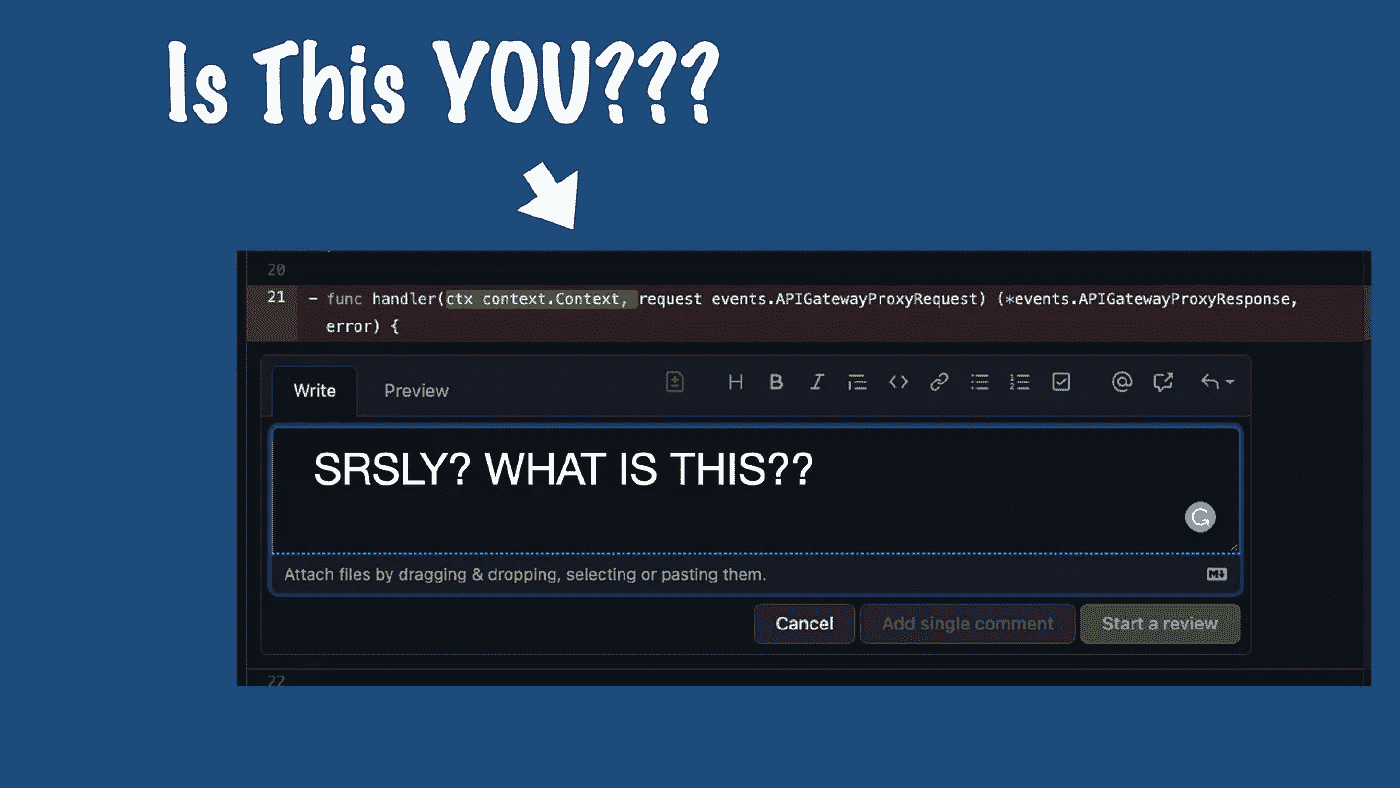 Is This YOU???
20
21 - func handler(ctx context.Context, request events.APIGatewayProxyRequest) (*events.APIGatewayProxyResponse,
error) {
Write Preview
SRSLY? WHAT IS THIS??
Attach files by dragging & dropping, selecting or pasting them.
Cancel Add single comment Start a review
22